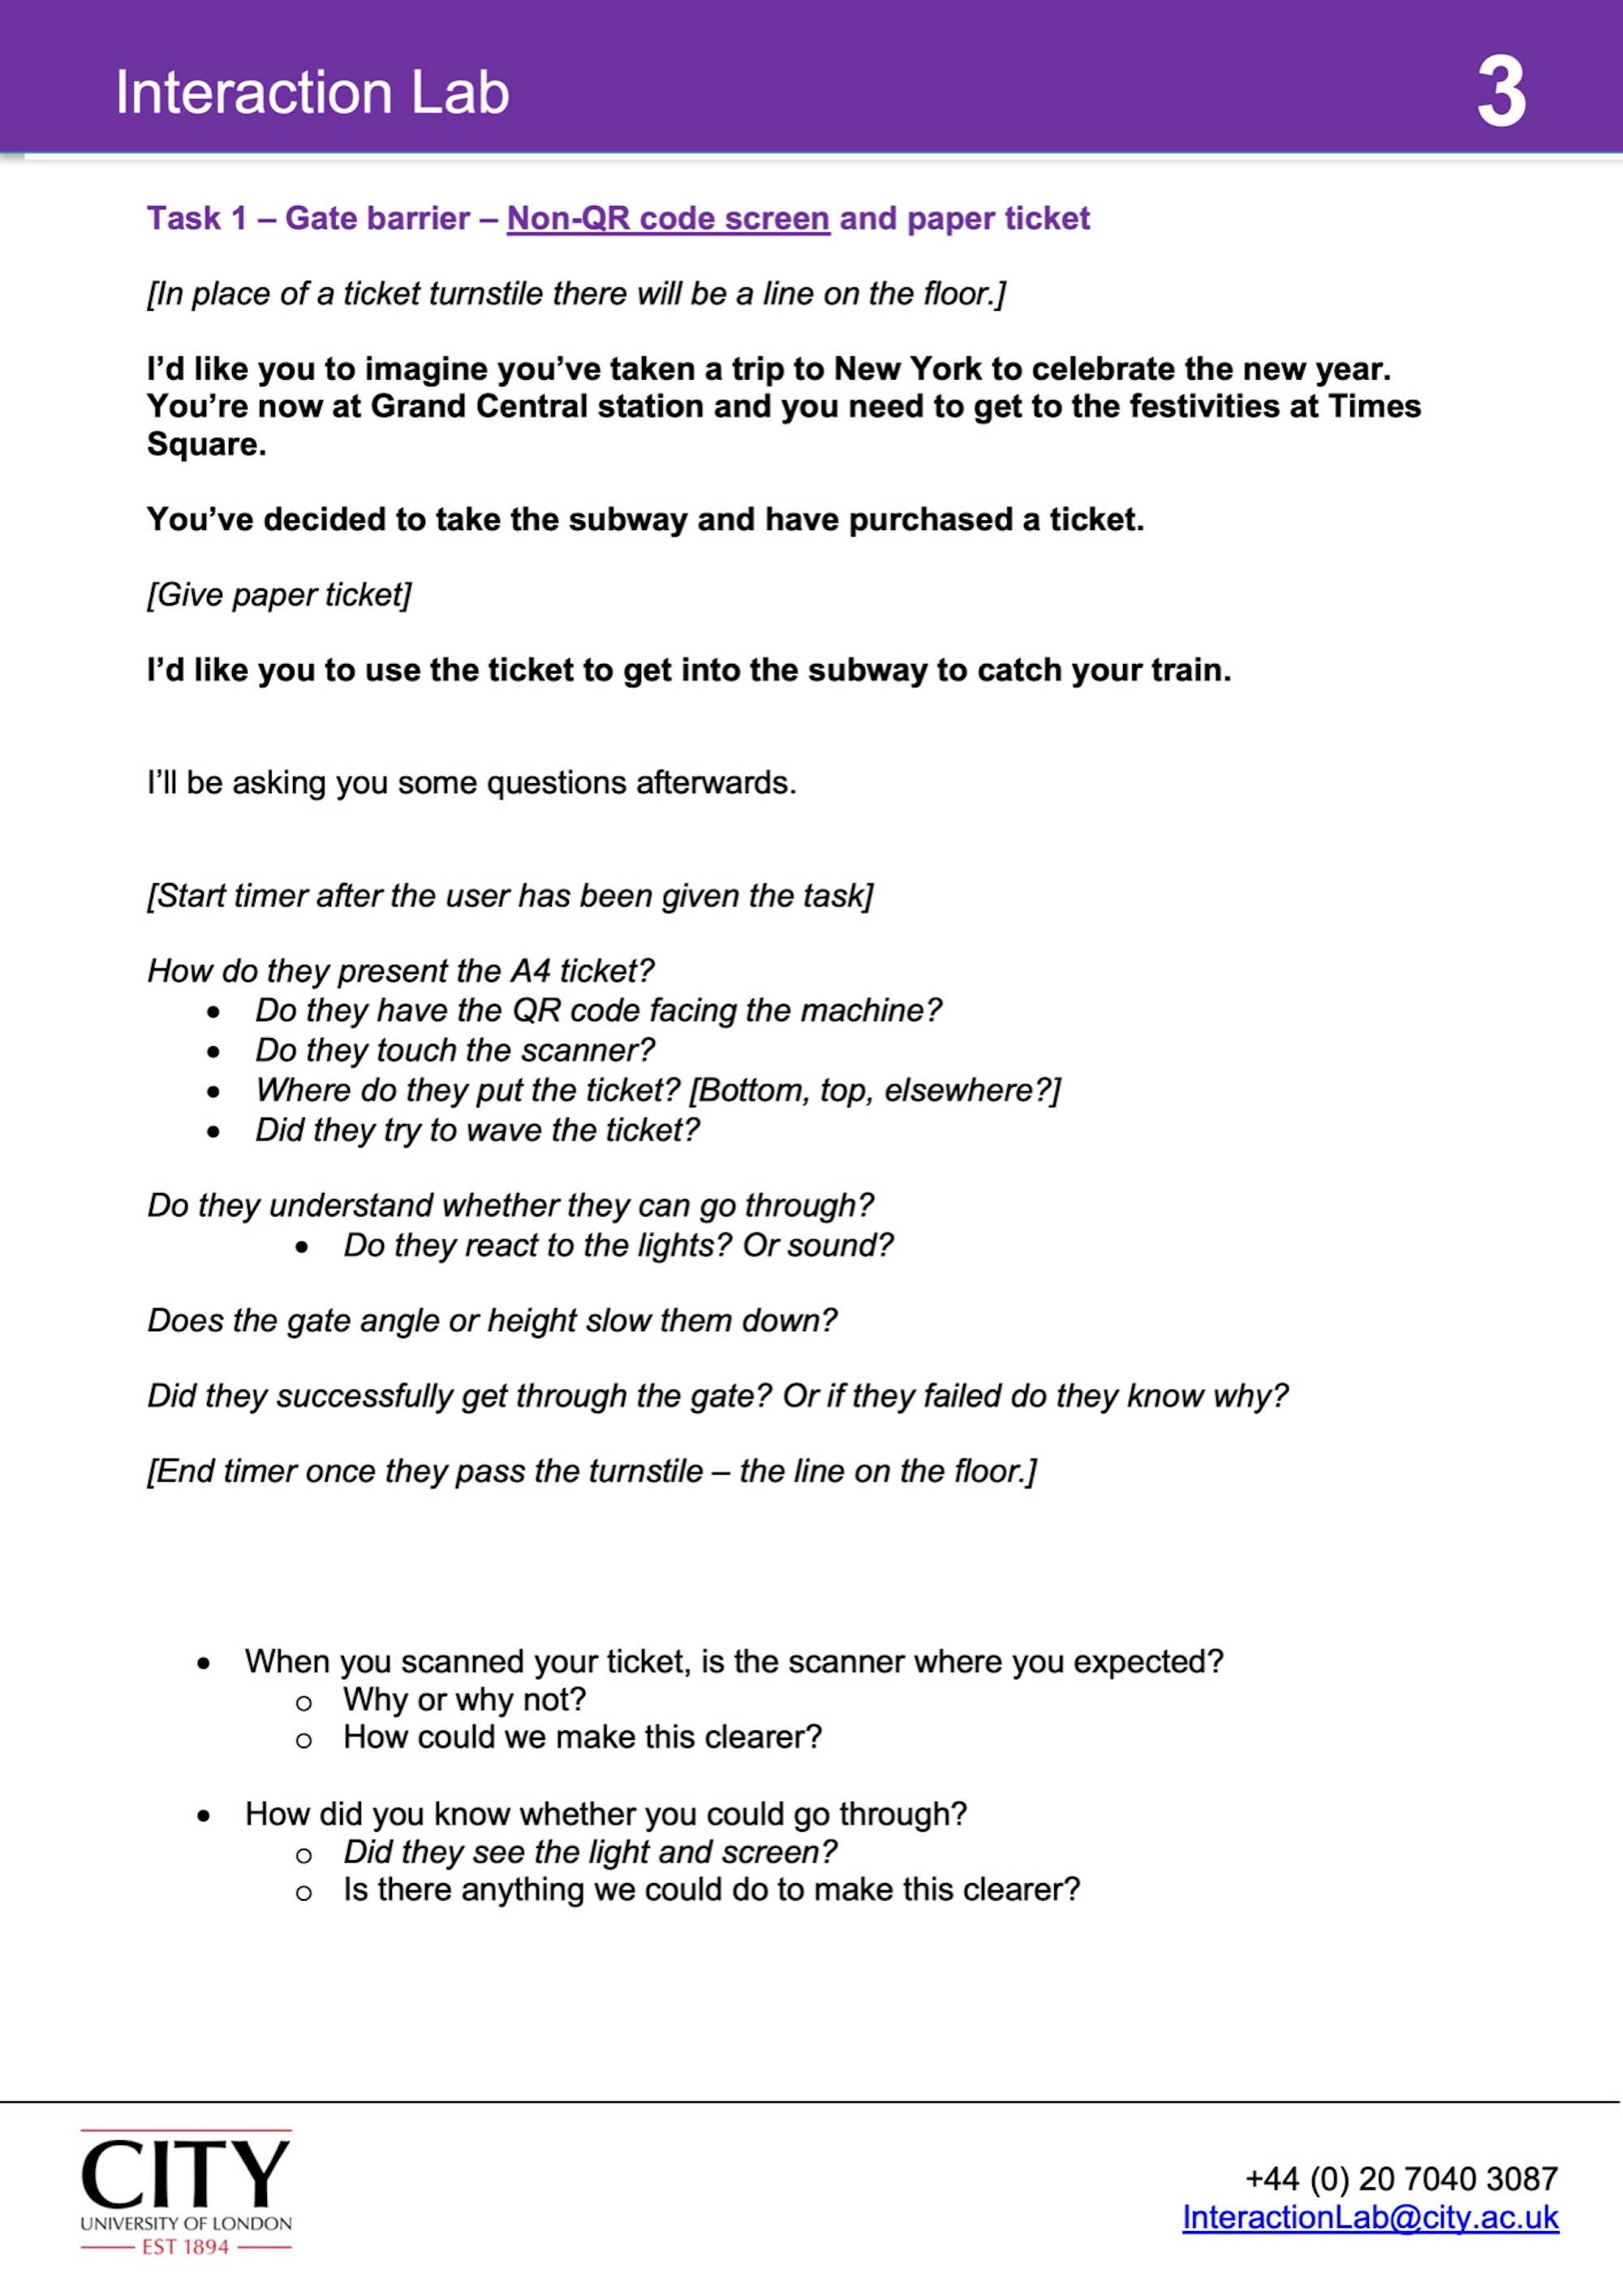 Interaction Lab
3
Task 1 – Gate barrier – Non-QR code screen and paper ticket
[In place of a ticket turnstile there will be a line on the floor.]
I’d like you to imagine you’ve taken a trip to New York to celebrate the new year.
You’re now at Grand Central station and you need to get to the festivities at Times
Square.
You’ve decided to take the subway and have purchased a ticket.
[Give paper ticket]
I’d like you to use the ticket to get into the subway to catch your train.
I’ll be asking you some questions afterwards.
[Start timer after the user has been given the task]
How do they present the A4 ticket?
• Do they have the QR code facing the machine?
• Do they touch the scanner?
• Where do they put the ticket? [Bottom, top, elsewhere?]
• Did they try to wave the ticket?
Do they understand whether they can go through?
• Do they react to the lights? Or sound?
Does the gate angle or height slow them down?
Did they successfully get through the gate? Or if they failed do they know why?
[End timer once they pass the turnstile – the line on the floor.]
• When you scanned your ticket, is the scanner where you expected?
o Why or why not?
o How could we make this clearer?
• How did you know whether you could go through?
o Did they see the light and screen?
o Is there anything we could do to make this clearer?
CITY
UNIVERSITY OF LONDON
EST 1894
+44 (0) 20 7040 3087
InteractionLab@city.ac.uk